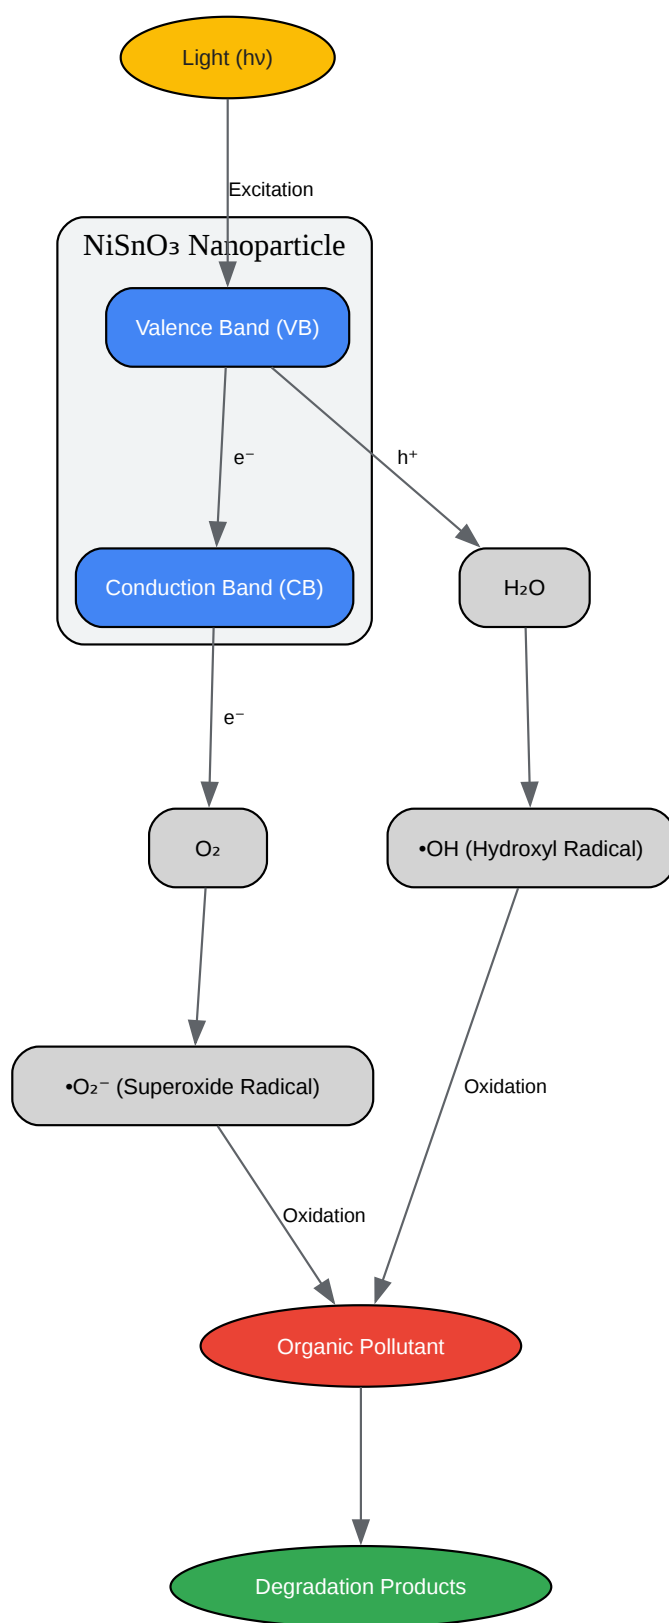 Light (hν)
Excitation
NiSnO₃ Nanoparticle
Valence Band (VB)
e⁻
h⁺
Conduction Band (CB)
H₂O
e⁻
O₂
•OH (Hydroxyl Radical)
•O₂⁻ (Superoxide Radical)
Oxidation
Oxidation
Organic Pollutant
Degradation Products